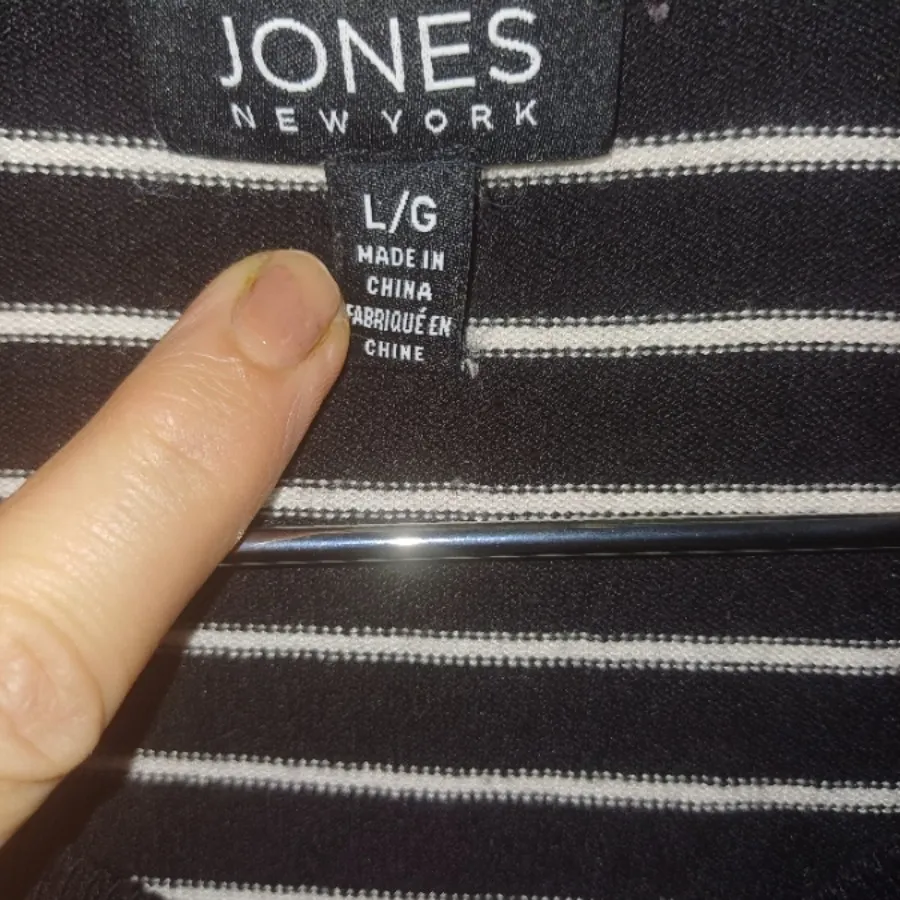 JONES
NEW YORK
L/G
MADE IN
CHINA
FABRIQUÉ EN
CHINE